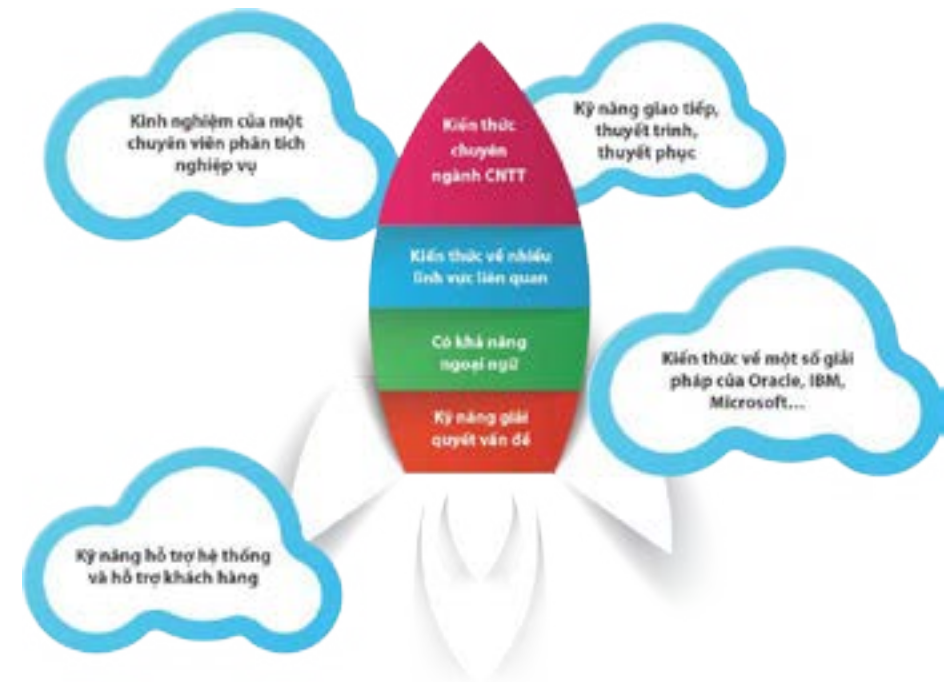 Kinh nghiệm của một
chuyên viên phân tích
nghiệp vụ
Kiến thức
chuyên
ngành CNTT
Kỹ năng giao tiếp,
thuyết trình,
thuyết phục
Kiến thức về nhiều
lĩnh vực liên quan
Có khả năng
ngoại ngữ
Kiến thức về một số giải
pháp của Oracle, IBM,
Microsoft...
Kỹ năng giải
quyết vấn đề
Kỹ năng hỗ trợ hệ thống
và hỗ trợ khách hàng